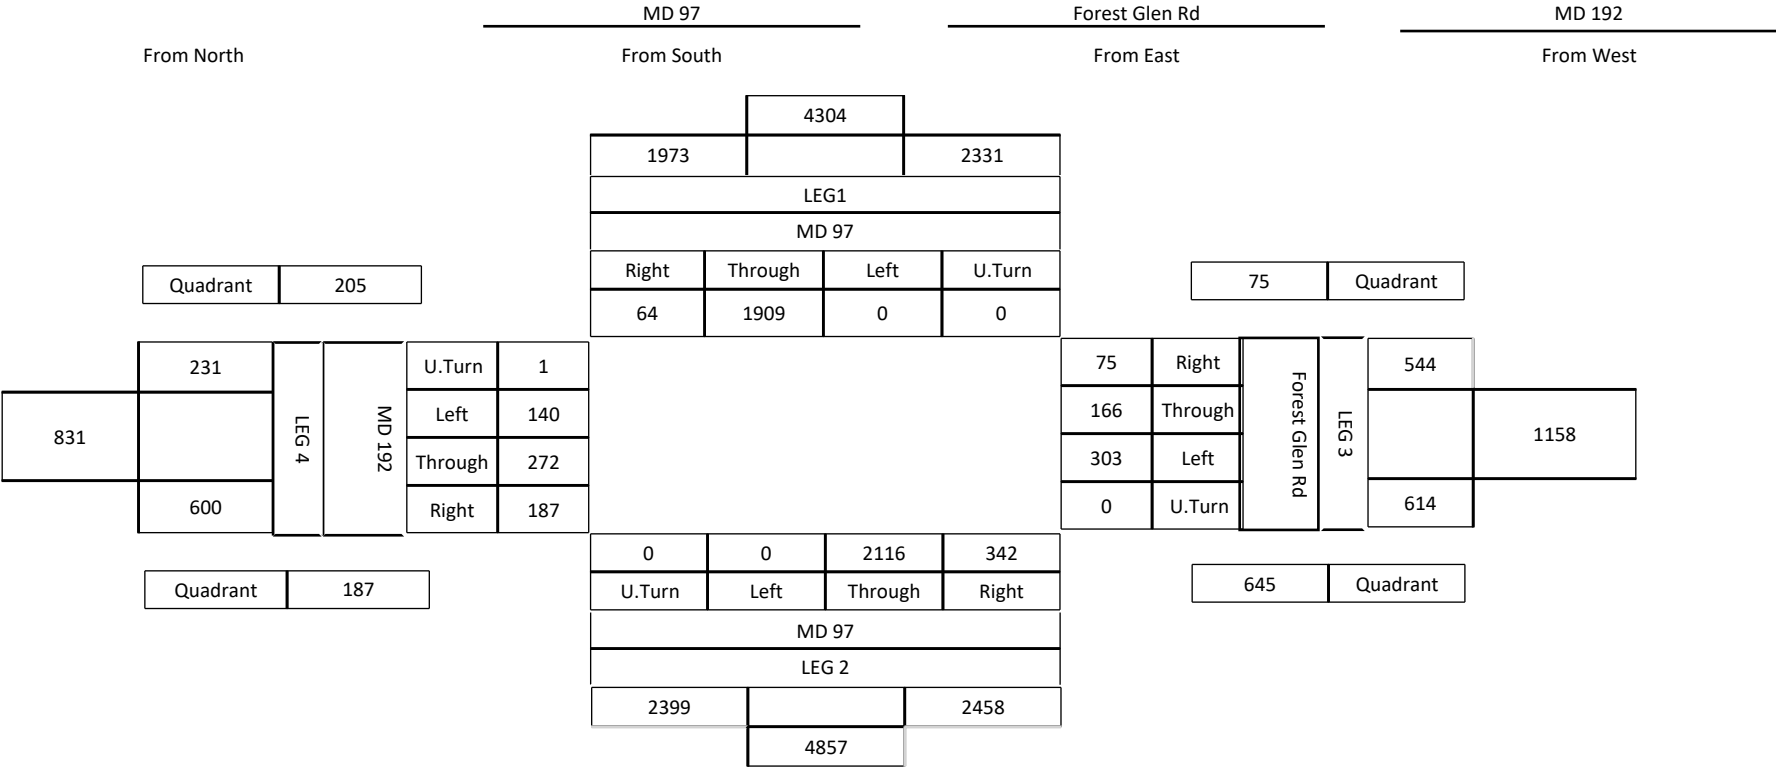 MD 97 Forest Glen Rd MD 192
From North From South From East From West
4304
1973 2331
LEG1
MD 97
Right Through Left U.Turn
64 1909 0 0
Quadrant 205
75 Quadrant
231 U.Turn 1
831 LEG 4 MD 192 Left 140
Through 272
600 Right 187
75 Right 544
166 Through Forest Glen Rd LEG 3 1158
303 Left
0 U.Turn 614
0 0 2116 342
U.Turn Left Through Right
Quadrant 187
645 Quadrant
MD 97
LEG 2
2399 2458
4857